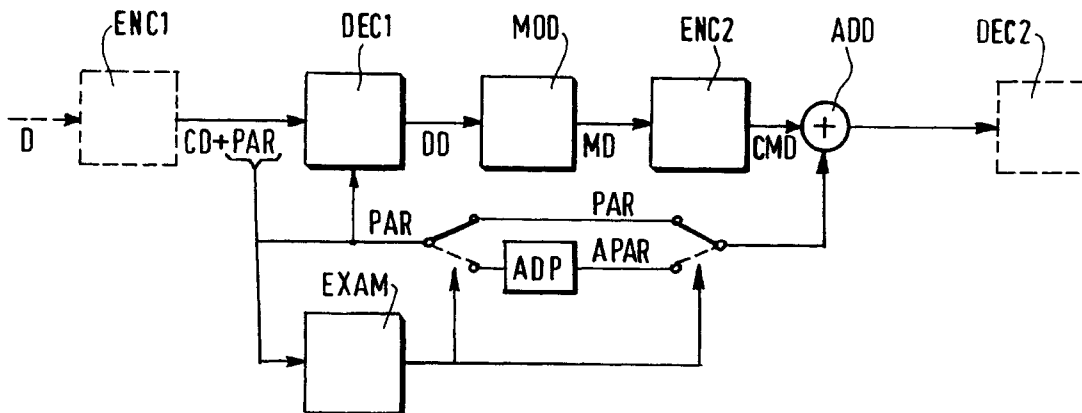 ENC1
DEC1
MOD
ENC2
ADD
DEC2
D
CD+PAR
DD
MD
CMD
+
PAR
PAR
ADP
APAR
EXAM